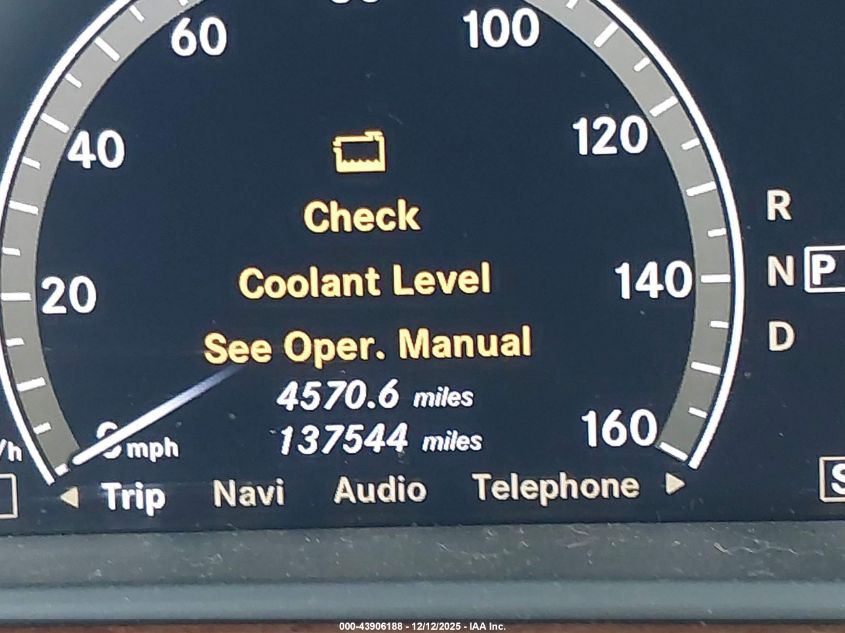 60
100
40
120
Check
R
Coolant Level
140
N P
20
See Oper. Manual
D
4570.6 miles
mph
137544 miles
160
Trip Navi Audio Telephone
S
000-43906188 - 12/12/2025 - IAA Inc.